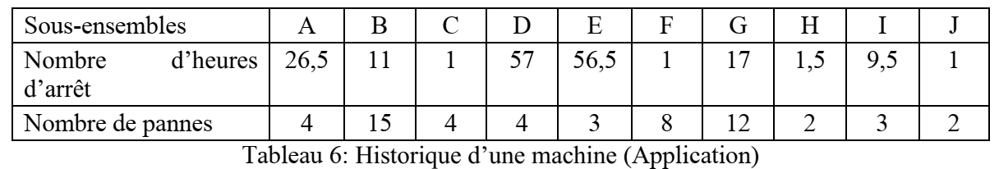 Sous-ensembles A B C D E F G H I J
Nombre d'heures 26,5 11 1 57 56,5 1 17 1,5 9,5 1
d'arrêt
Nombre de pannes 4 15 4 4 3 8 12 2 3 2
Tableau 6: Historique d'une machine (Application)